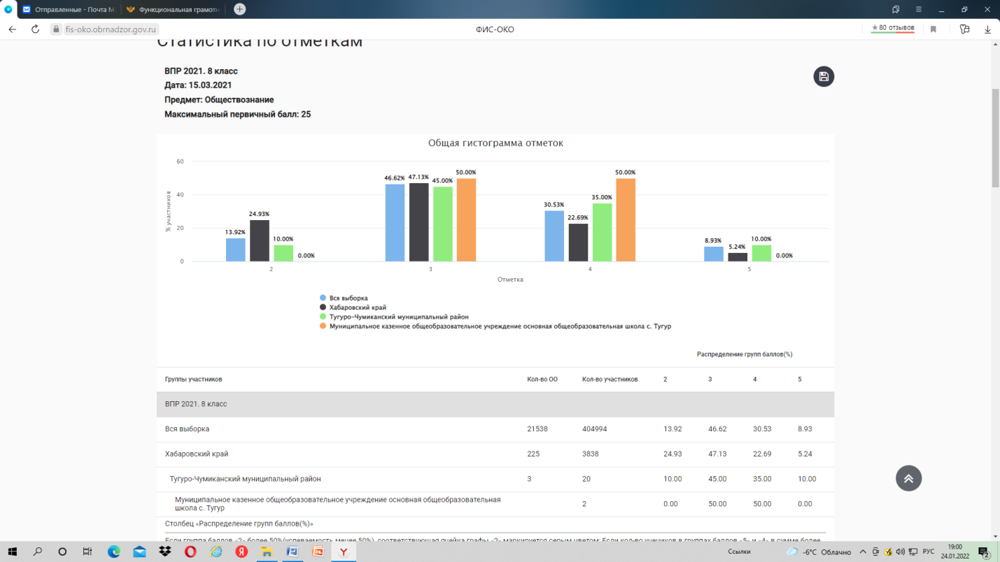 Отправленные - Почта М
Функциональная грамотн
fis-oko.obrnadzor.gov.ru
ФИС-ОКО
★ 80 отзывов
Статистика по отметкам
ВПР 2021. 8 класс
Дата: 15.03.2021
Предмет: Обществознание
Максимальный первичный балл: 25
Общая гистограмма отметок
% участников
60
40
20
0
13.92% 24.93% 10.00% 0.00%
46.62% 47.13% 45.00% 50.00%
30.53% 22.69% 35.00% 50.00%
8.93% 5.24% 10.00% 0.00%
2 3 4 5
Отметка
Вся выборка
Хабаровский край
Тугуро-Чумиканский муниципальный район
Муниципальное казенное общеобразовательное учреждение основная общеобразовательная школа с. Тугур
Распределение групп баллов(%)
Группы участников Кол-во ОО Кол-во участников 2 3 4 5
ВПР 2021. 8 класс
Вся выборка 21538 404994 13.92 46.62 30.53 8.93
Хабаровский край 225 3838 24.93 47.13 22.69 5.24
Тугуро-Чумиканский муниципальный район 3 20 10.00 45.00 35.00 10.00
Муниципальное казенное общеобразовательное учреждение основная общеобразовательная
школа с. Тугур 2 0.00 50.00 50.00 0.00
Столбец «Распределение групп баллов(%)»
Если группа баллов «2» более 50%(успеваемость менее 50%), соответствующая ячейка графы «2» маркируется серым цветом; Если кол-во учеников в группах баллов «5» и «4» в сумме более
Ссылки
-6°C Облачно
РУС
19:00
24.01.2022
2